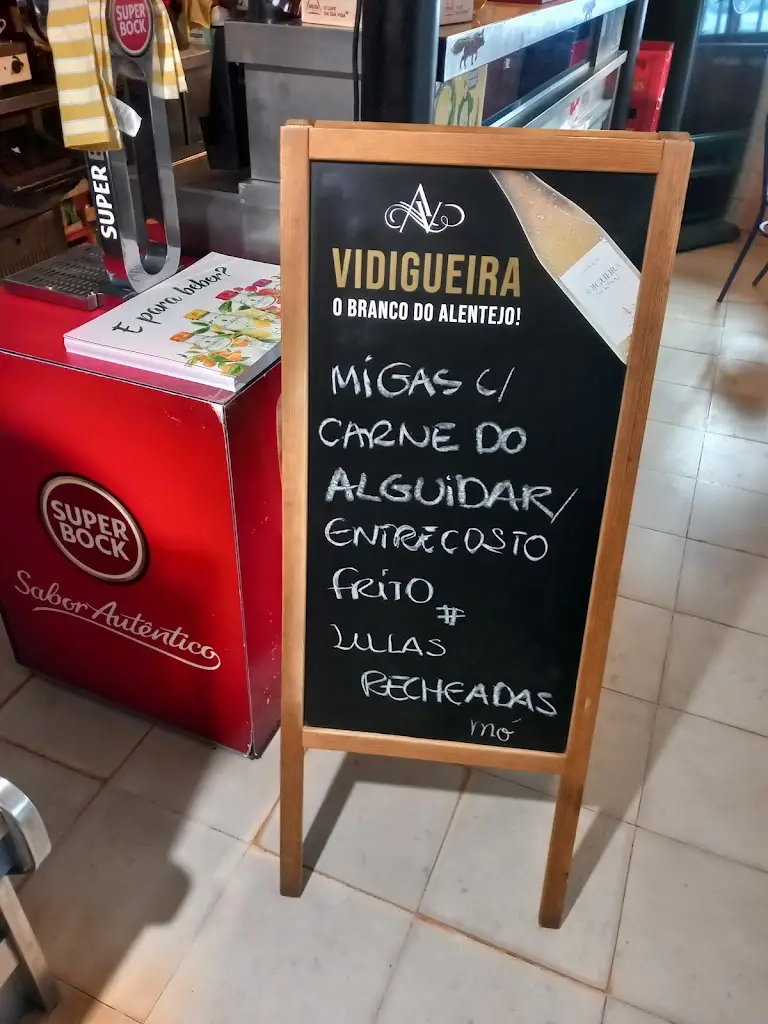 SUPER
BOCK
SUPER
E para beber?
SUPER
BOCK
Sabor Autêntico
VIDIGUEIRA
O BRANCO DO ALENTEJO!
MIGAS C/
CARNE DO
ALGUIDAR/
ENTRECOSTO
FRITO
#
LULAS
RECHEADAS
mó